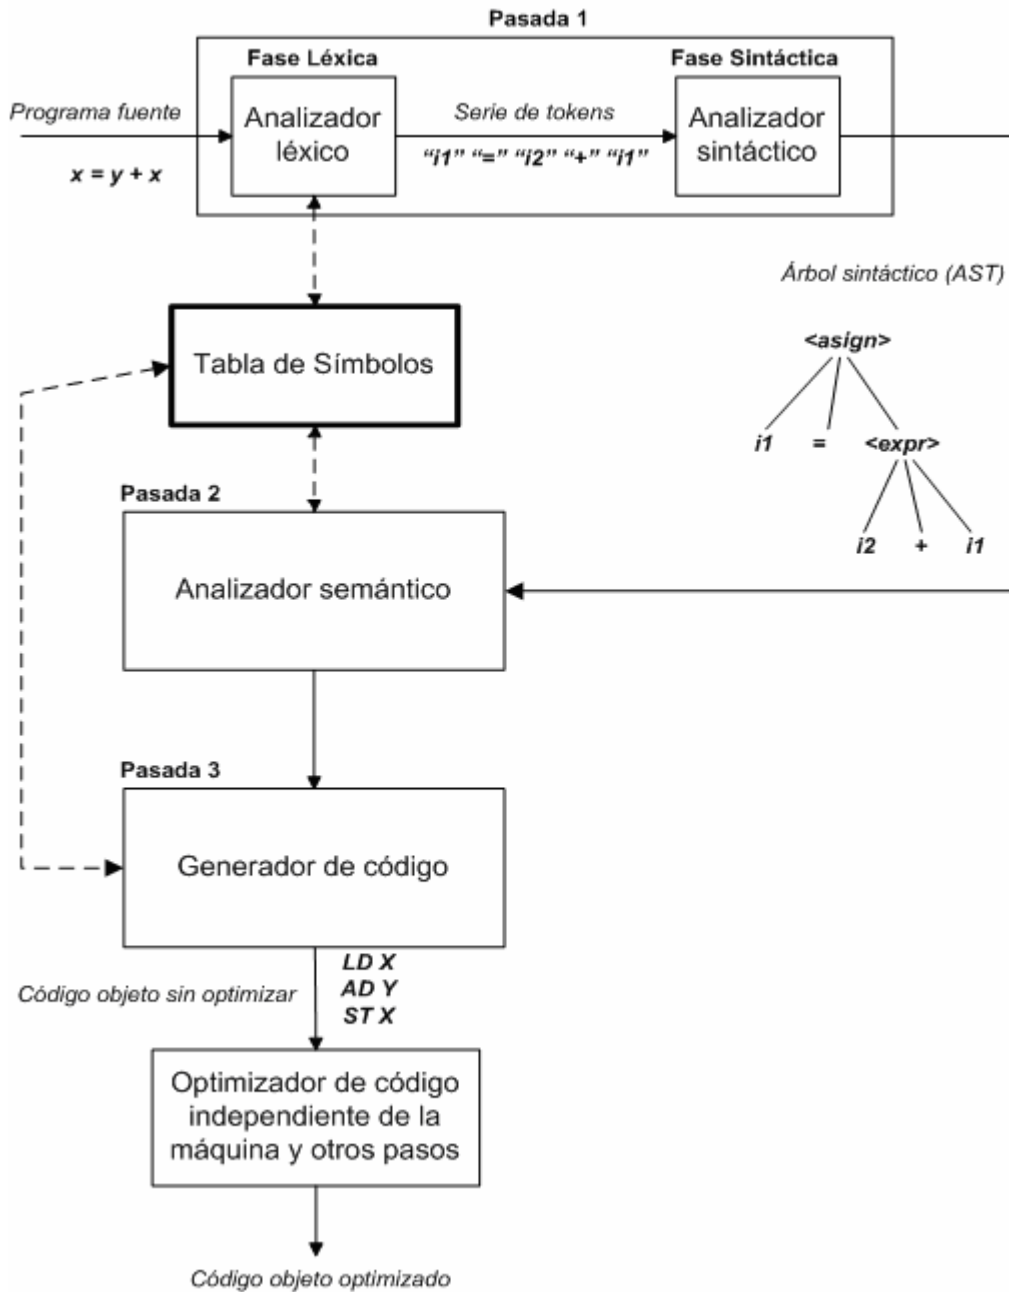 Pasada 1
Fase Léxica
Fase Sintáctica
Programa fuente
Analizador
léxico
Serie de tokens
Analizador
sintáctico
x = y + x
“i1” “=” “i2” “+” “i1”
Árbol sintáctico (AST)
<asign>
Tabla de Símbolos
i1 = <expr>
i2 + i1
Pasada 2
Analizador semántico
Pasada 3
Generador de código
LD X
AD Y
ST X
Código objeto sin optimizar
Optimizador de código
independiente de la
máquina y otros pasos
Código objeto optimizado